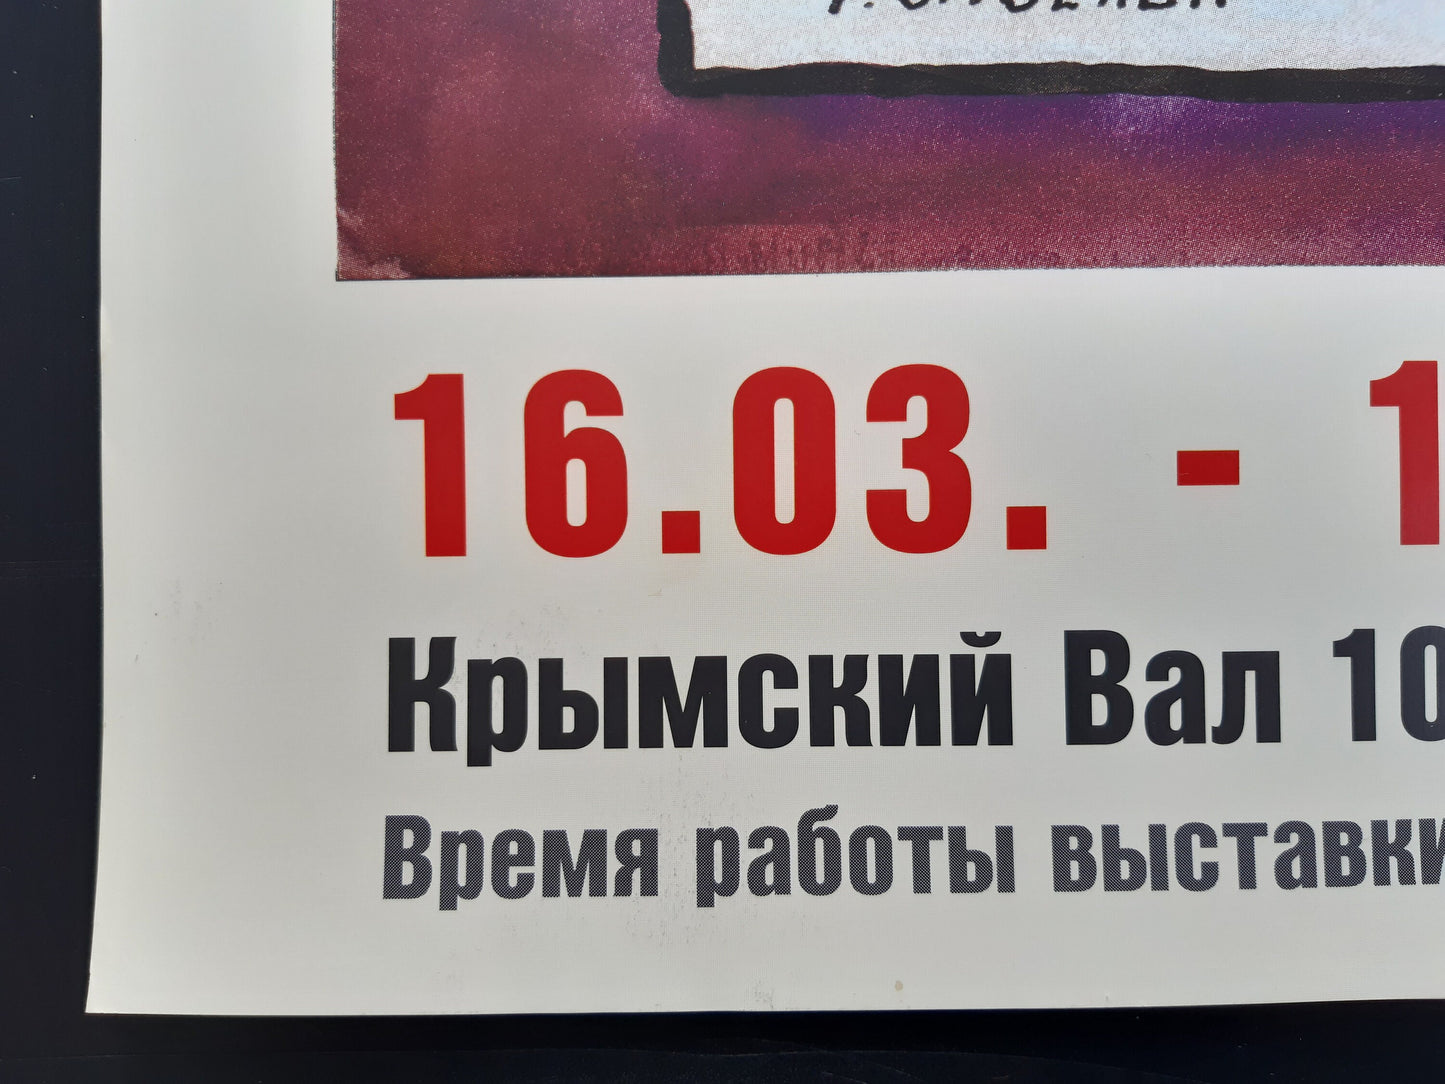 16.03. - 1
Крымский Вал 10
Время работы выставки